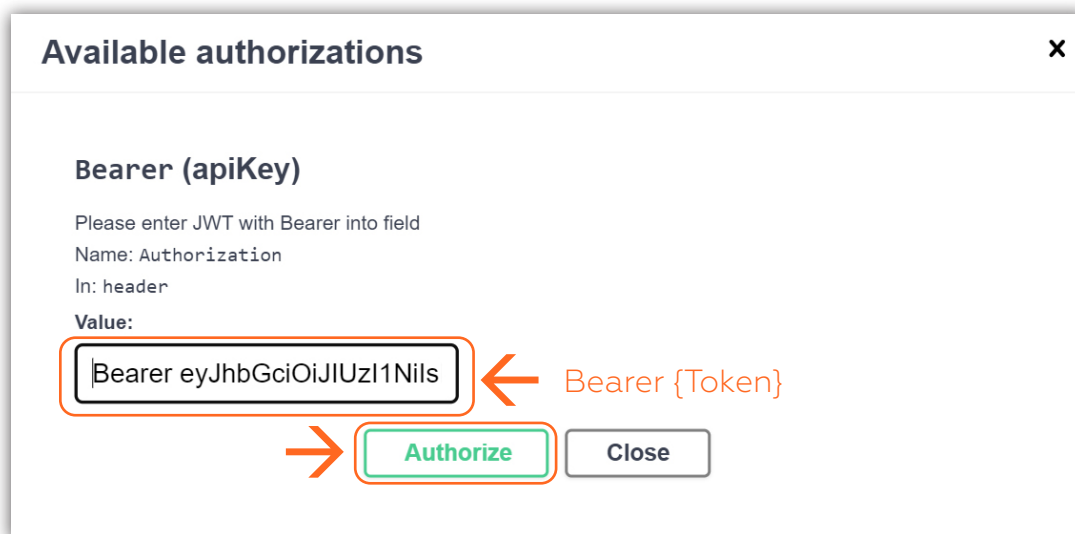 Available authorizations
x
Bearer (apiKey)
Please enter JWT with Bearer into field
Name: Authorization
In: header
Value:
Bearer eyJhbGciOiJIUzI1NiIs
Bearer {Token}
Authorize
Close